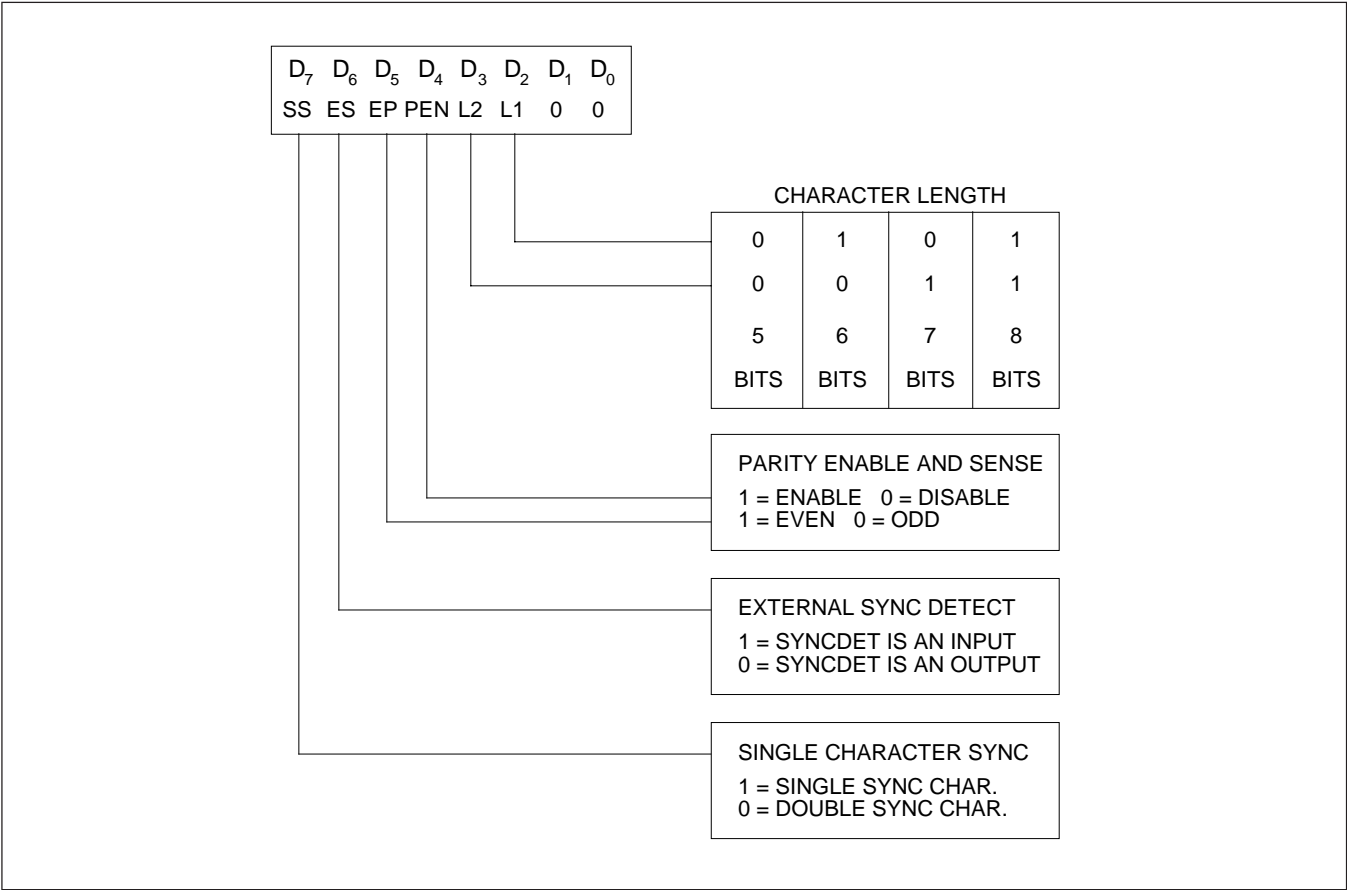 D7 D6 D5 D4 D3 D2 D1 D0
SS ES EP PEN L2 L1 0 0
CHARACTER LENGTH
0 1 0 1
0 0 1 1
5 6 7 8
BITS BITS BITS BITS
PARITY ENABLE AND SENSE
1 = ENABLE 0 = DISABLE
1 = EVEN 0 = ODD
EXTERNAL SYNC DETECT
1 = SYNCDET IS AN INPUT
0 = SYNCDET IS AN OUTPUT
SINGLE CHARACTER SYNC
1 = SINGLE SYNC CHAR.
0 = DOUBLE SYNC CHAR.